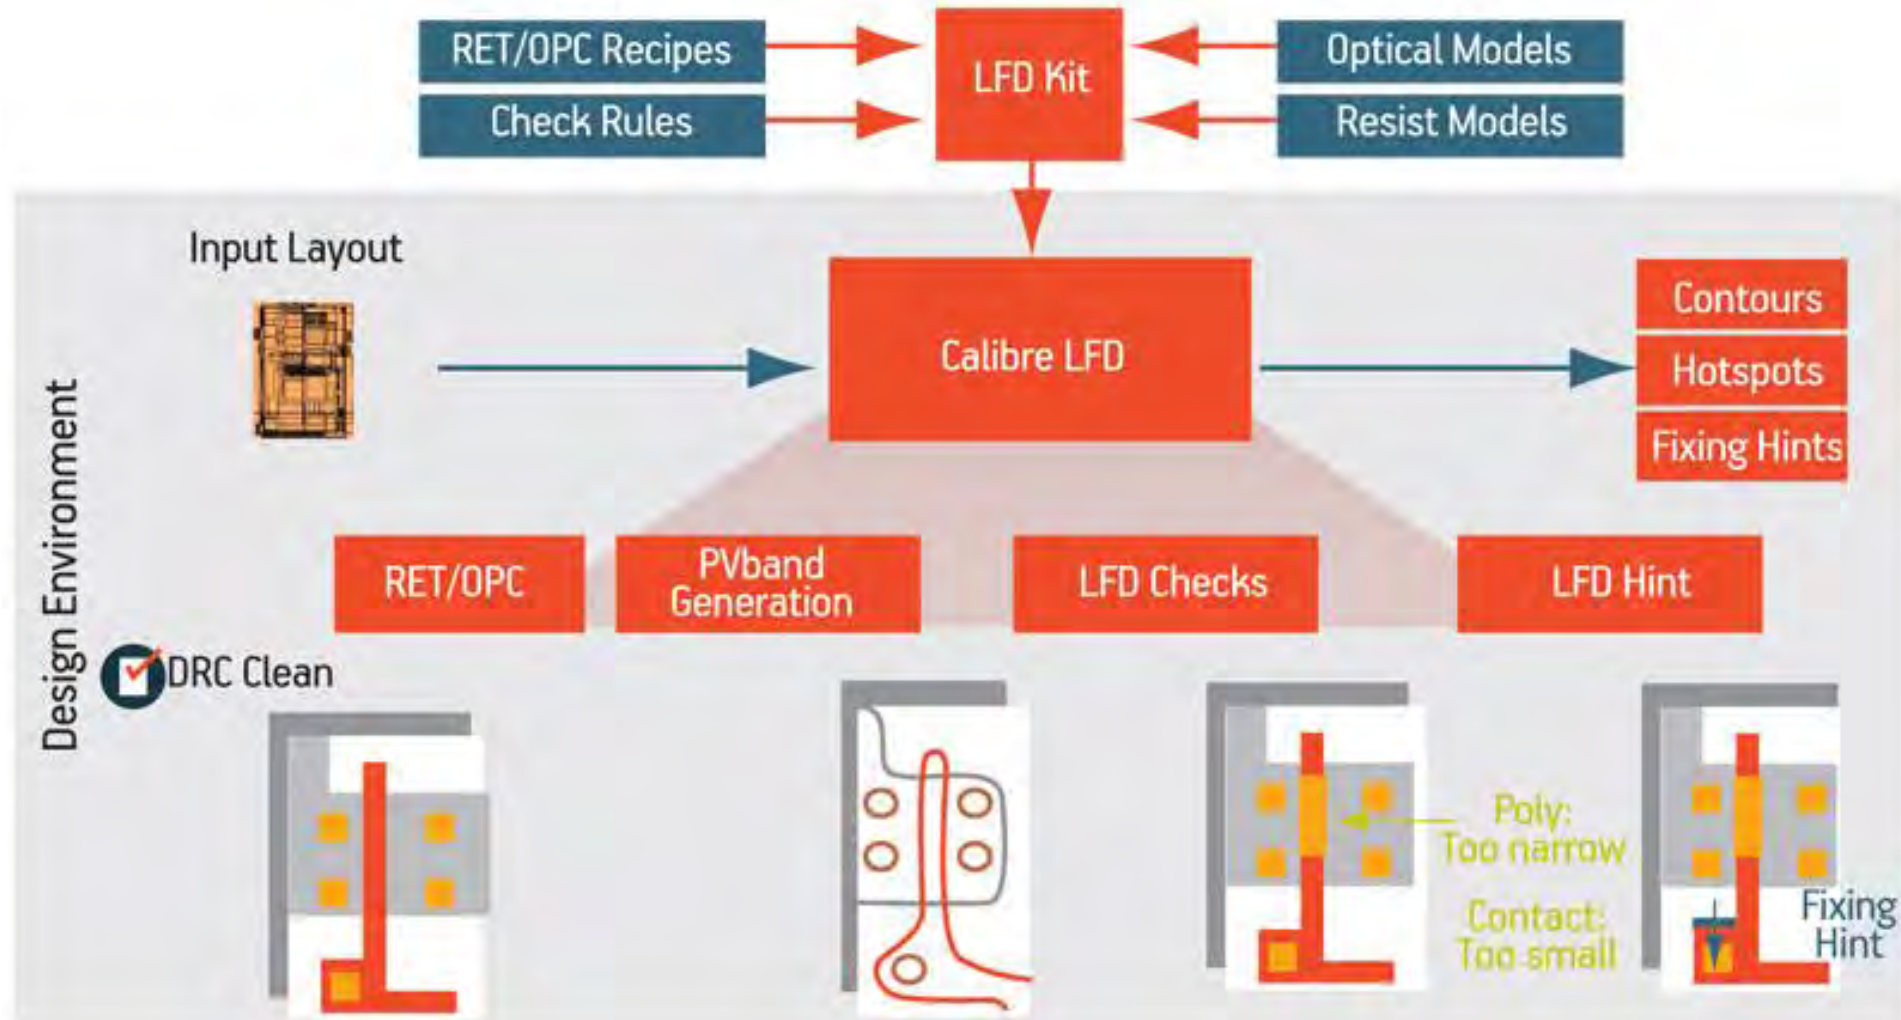 RET/OPC Recipes
LFD Kit
Optical Models
Check Rules
Resist Models
Input Layout
Calibre LFD
Contours
Hotspots
Fixing Hints
Design Environment
RET/OPC
PVband
Generation
LFD Checks
LFD Hint
DRC Clean
Poly:
Too narrow
Contact:
Too small
Fixing
Hint